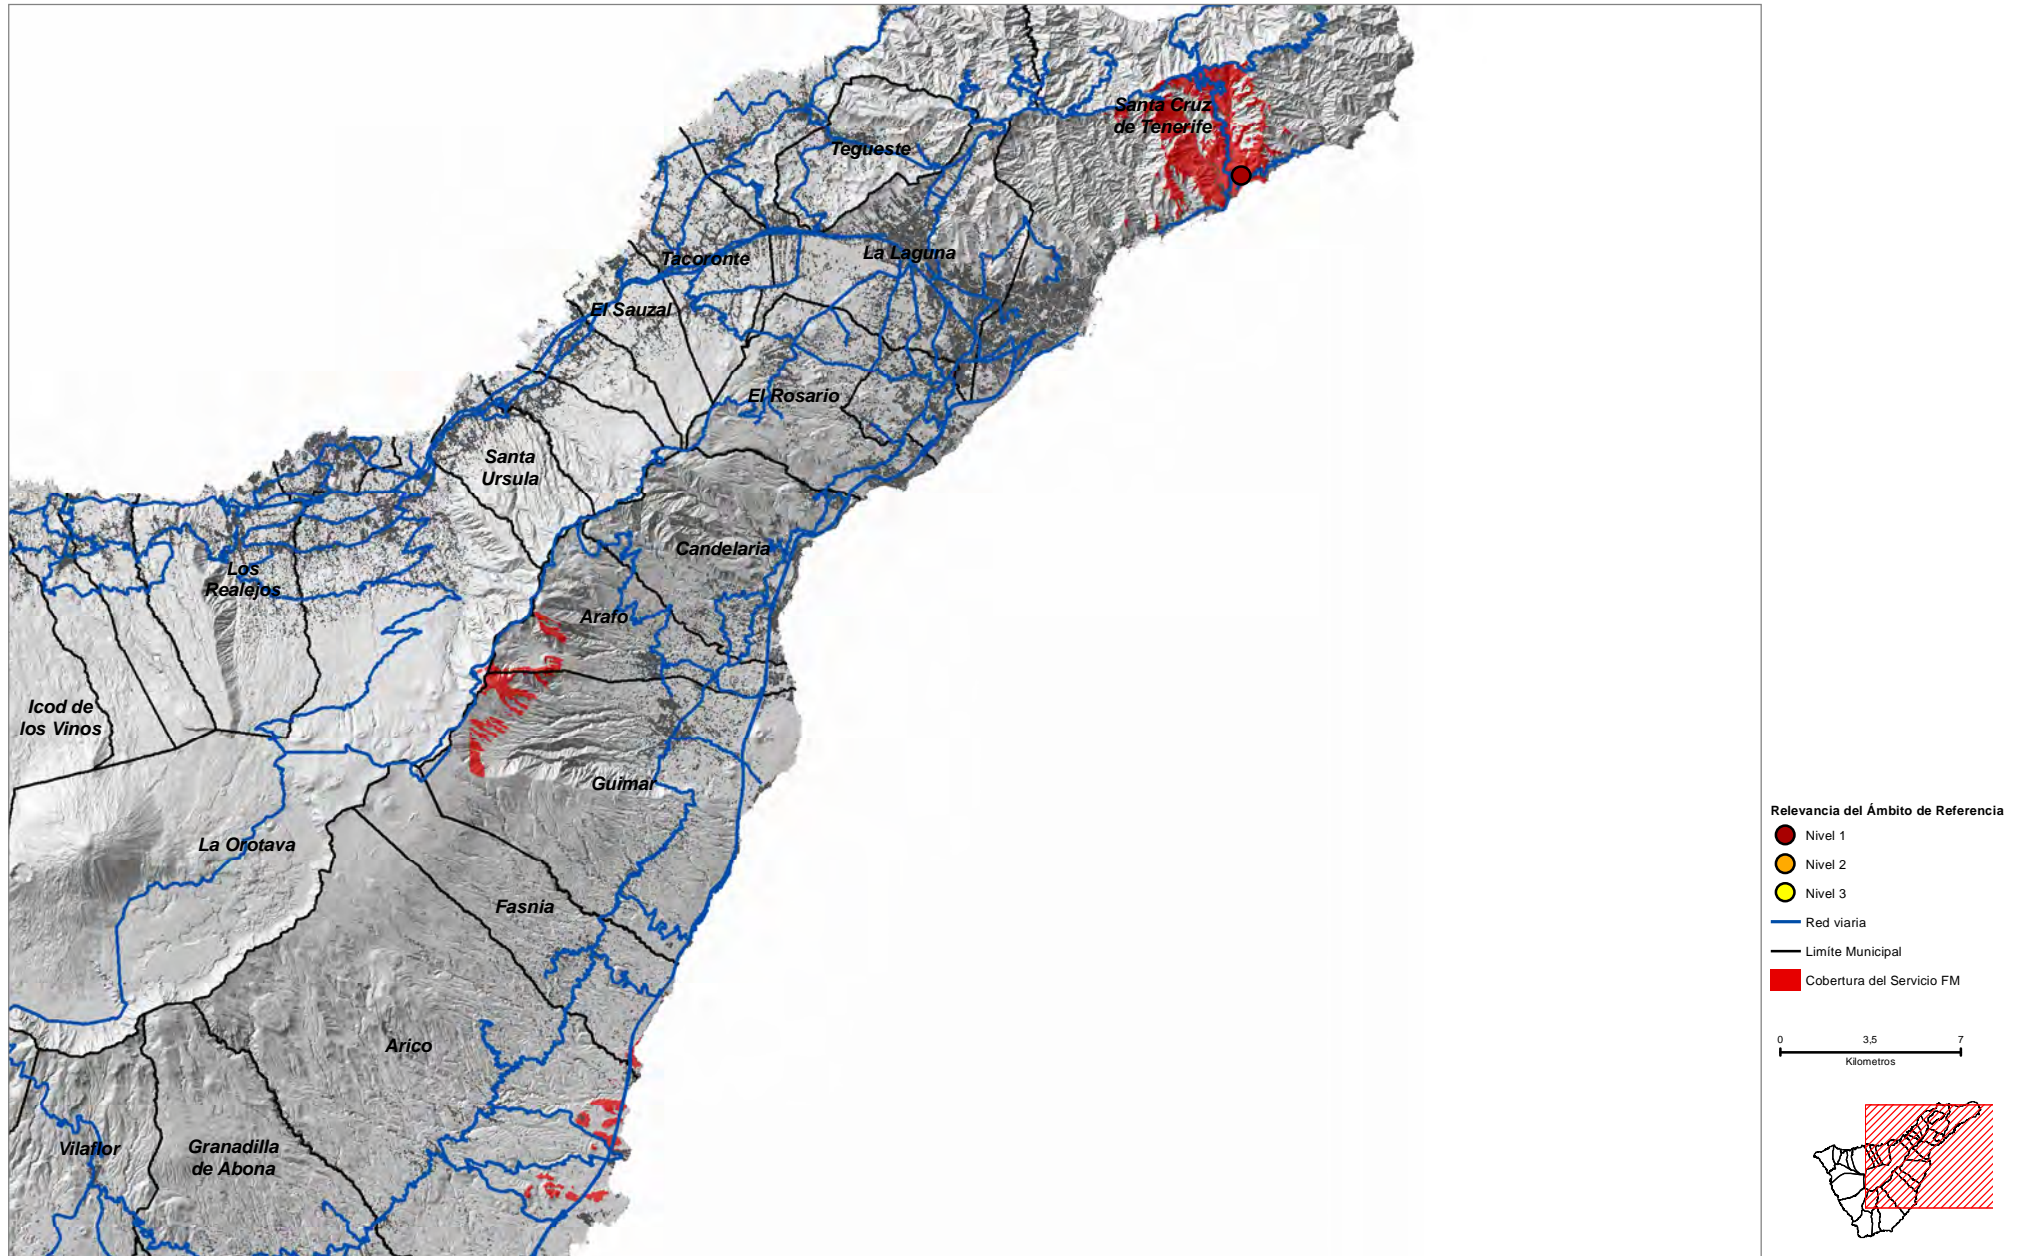 Santa Cruz
de Tenerife
Tegueste
La Laguna
Tacoronte
El Sauzal
El Rosario
Santa
Ursula
Candelaria
Los
Realejos
Arafo
Icod de
los Vinos
Guimar
La Orotava
Fasnia
Arico
Vilaflor
Granadilla
de Abona
Relevancia del Ámbito de Referencia
Nivel 1
Nivel 2
Nivel 3
Red viaria
Limíte Municipal
Cobertura del Servicio FM
0 3,5 7
Kilometros